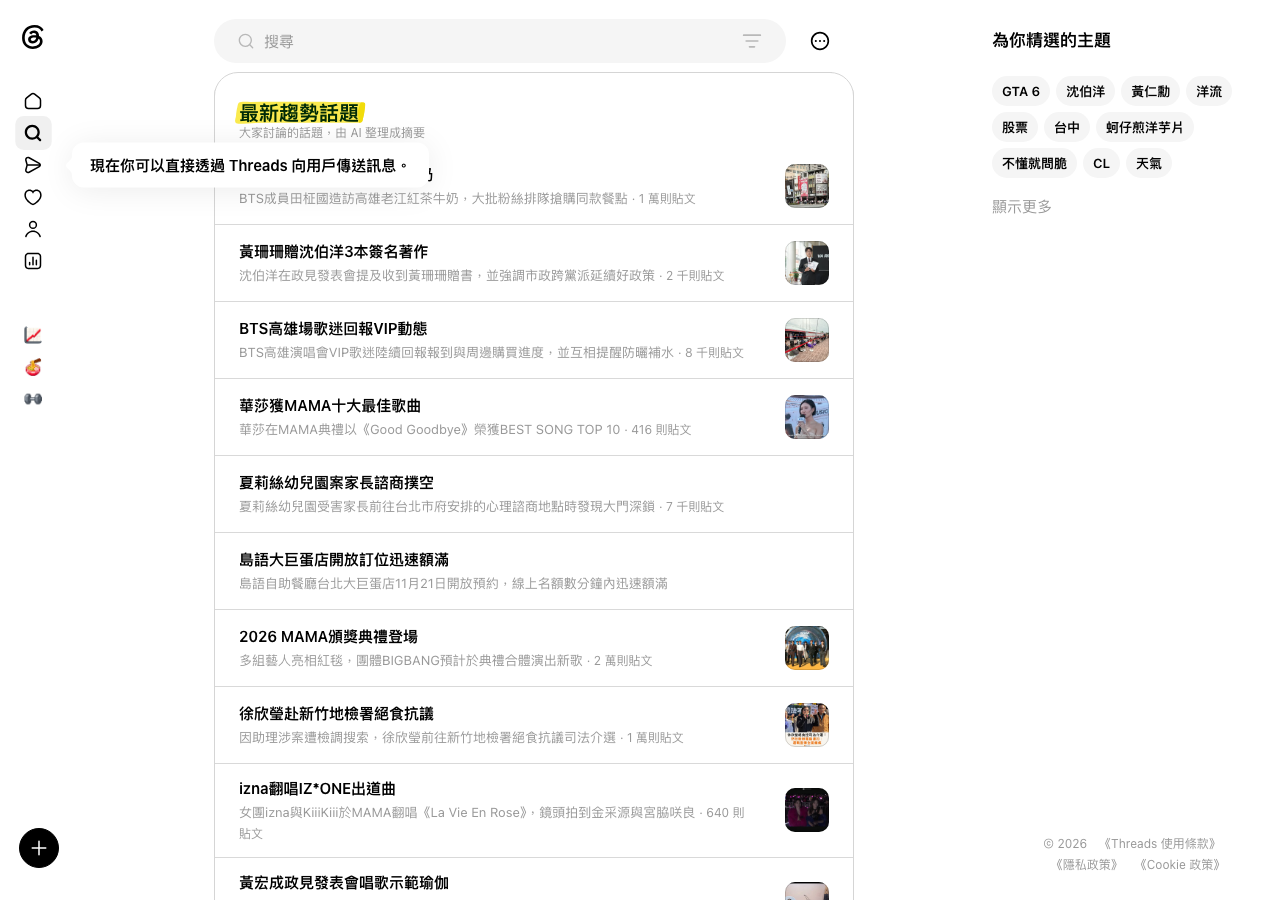 搜尋
最新趨勢話題
大家討論的話題，由 AI 整理成摘要
現在你可以直接透過 Threads 向用戶傳送訊息。
BTS成員田柾國造訪高雄老江紅茶牛奶，大批粉絲排隊搶購同款餐點 · 1 萬則貼文
黃珊珊贈沈伯洋3本簽名著作
沈伯洋在政見發表會提及收到黃珊珊贈書，並強調市政跨黨派延續好政策 · 2 千則貼文
BTS高雄場歌迷回報VIP動態
BTS高雄演唱會VIP歌迷陸續回報報到與周邊購買進度，並互相提醒防曬補水 · 8 千則貼文
華莎獲MAMA十大最佳歌曲
華莎在MAMA典禮以《Good Goodbye》榮獲BEST SONG TOP 10 · 416 則貼文
夏莉絲幼兒園案家長諮商撲空
夏莉絲幼兒園受害家長前往台北市府安排的心理諮商地點時發現大門深鎖 · 7 千則貼文
島語大巨蛋店開放訂位迅速額滿
島語自助餐廳台北大巨蛋店11月21日開放預約，線上名額數分鐘內迅速額滿
2026 MAMA頒獎典禮登場
多組藝人亮相紅毯，團體BIGBANG預計於典禮合體演出新歌 · 2 萬則貼文
徐欣瑩赴新竹地檢署絕食抗議
因助理涉案遭檢調搜索，徐欣瑩前往新竹地檢署絕食抗議司法介選 · 1 萬則貼文
izna翻唱IZ*ONE出道曲
女團izna與KiiiKiii於MAMA翻唱《La Vie En Rose》，鏡頭拍到金采源與宮脇咲良 · 640 則
貼文
黃宏成政見發表會唱歌示範瑜伽
為你精選的主題
GTA 6 沈伯洋 黃仁勳 洋流
股票 台中 蚵仔煎洋芋片
不懂就問脆 CL 天氣
顯示更多
© 2026 《Threads 使用條款》
《隱私政策》 《Cookie 政策》